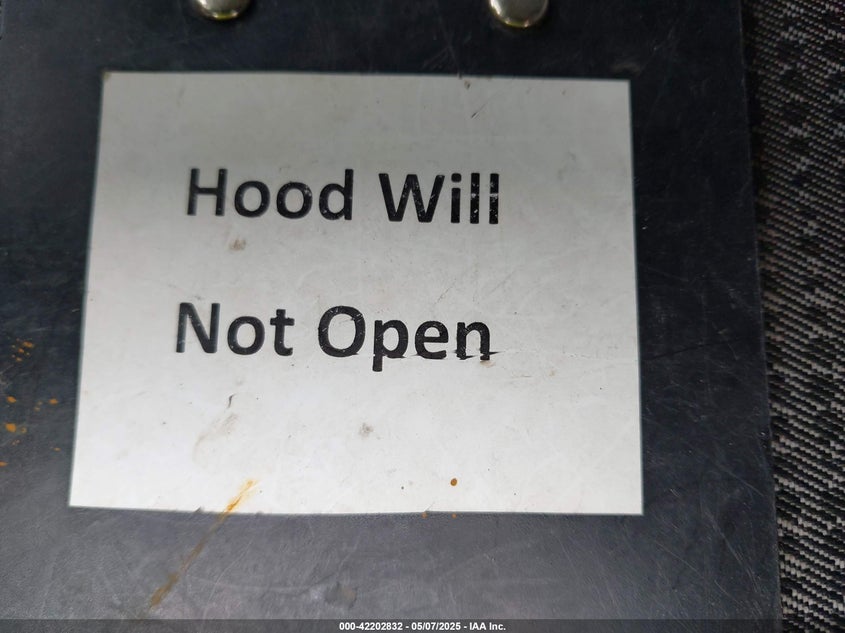 Hood Will
Not Open
000-42202832 - 05/07/2025 - IAA Inc.